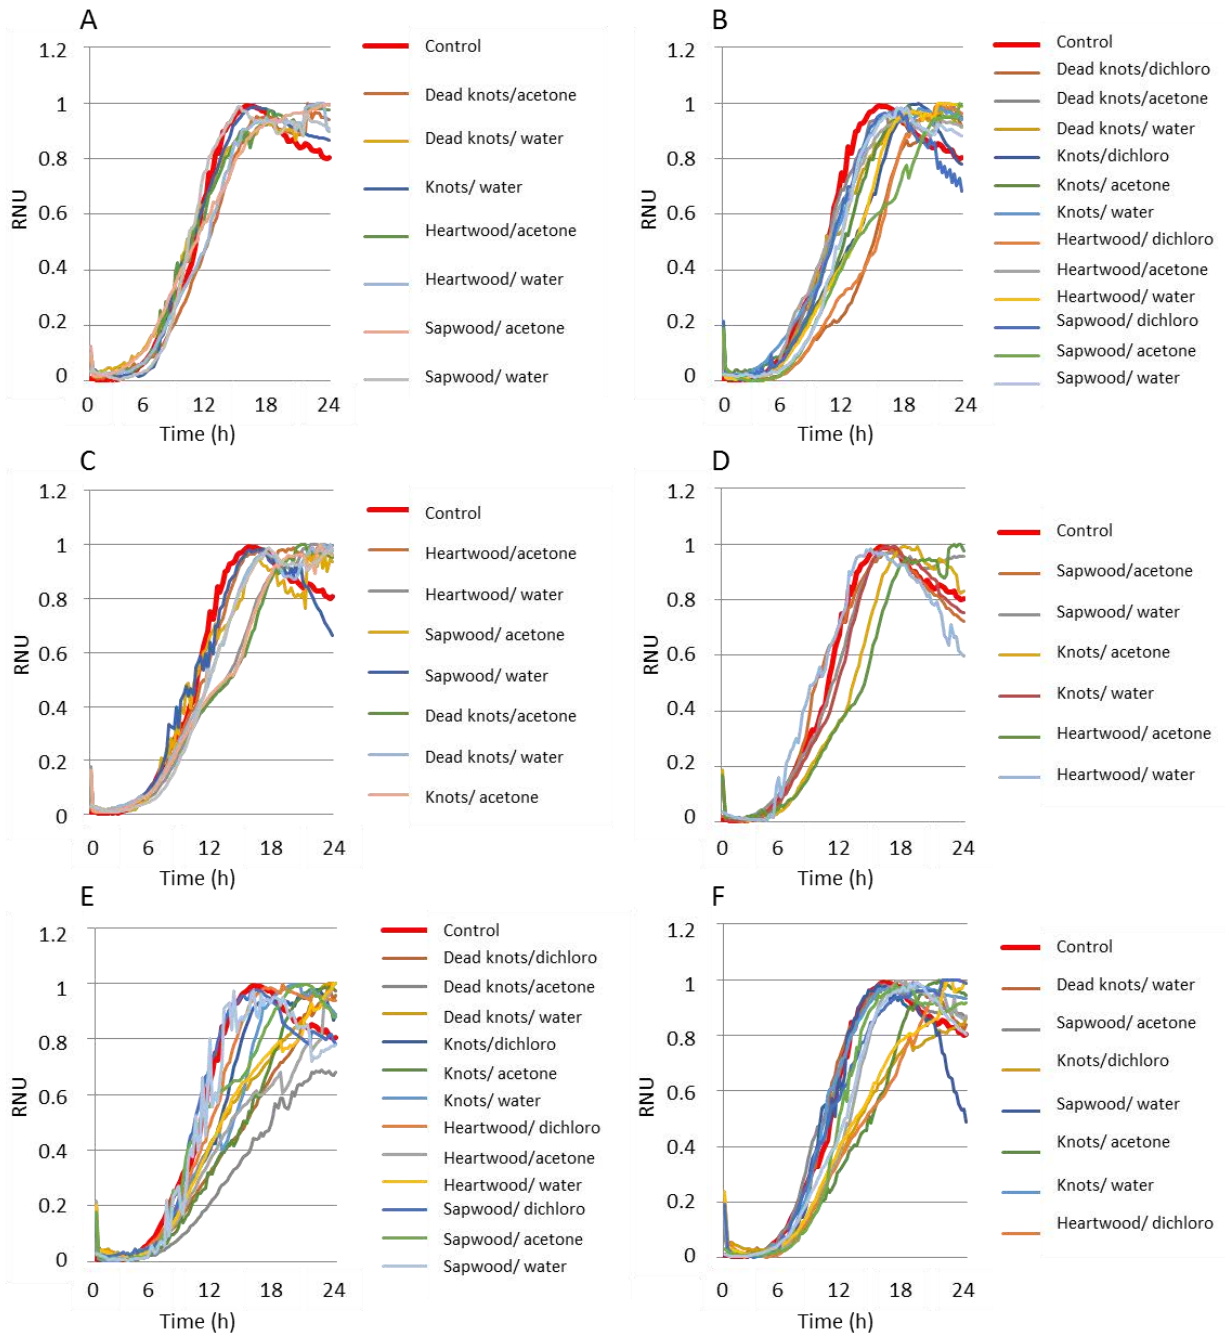 A
1.2
1
0.8
0.6
0.4
0.2
0
RNU
0 6 12 18 24
Time (h)
Control
Dead knots/acetone
Dead knots/ water
Knots/ water
Heartwood/acetone
Heartwood/ water
Sapwood/ acetone
Sapwood/ water
B
1.2
1
0.8
0.6
0.4
0.2
0
RNU
0 6 12 18 24
Time (h)
Control
Dead knots/dichloro
Dead knots/acetone
Dead knots/ water
Knots/dichloro
Knots/ acetone
Knots/ water
Heartwood/ dichloro
Heartwood/acetone
Heartwood/ water
Sapwood/ dichloro
Sapwood/ acetone
Sapwood/ water
C
1.2
1
0.8
0.6
0.4
0.2
0
RNU
0 6 12 18 24
Time (h)
Control
Heartwood/acetone
Heartwood/ water
Sapwood/ acetone
Sapwood/ water
Dead knots/acetone
Dead knots/ water
Knots/ acetone
D
1.2
1
0.8
0.6
0.4
0.2
0
RNU
0 6 12 18 24
Time (h)
Control
Sapwood/acetone
Sapwood/ water
Knots/ acetone
Knots/ water
Heartwood/ acetone
Heartwood/ water
E
1.2
1
0.8
0.6
0.4
0.2
0
RNU
0 6 12 18 24
Time (h)
Control
Dead knots/dichloro
Dead knots/acetone
Dead knots/ water
Knots/dichloro
Knots/ acetone
Knots/ water
Heartwood/ dichloro
Heartwood/acetone
Heartwood/ water
Sapwood/ dichloro
Sapwood/ acetone
Sapwood/ water
F
1.2
1
0.8
0.6
0.4
0.2
0
RNU
0 6 12 18 24
Time (h)
Control
Dead knots/ water
Sapwood/ acetone
Knots/dichloro
Sapwood/ water
Knots/ acetone
Knots/ water
Heartwood/ dichloro